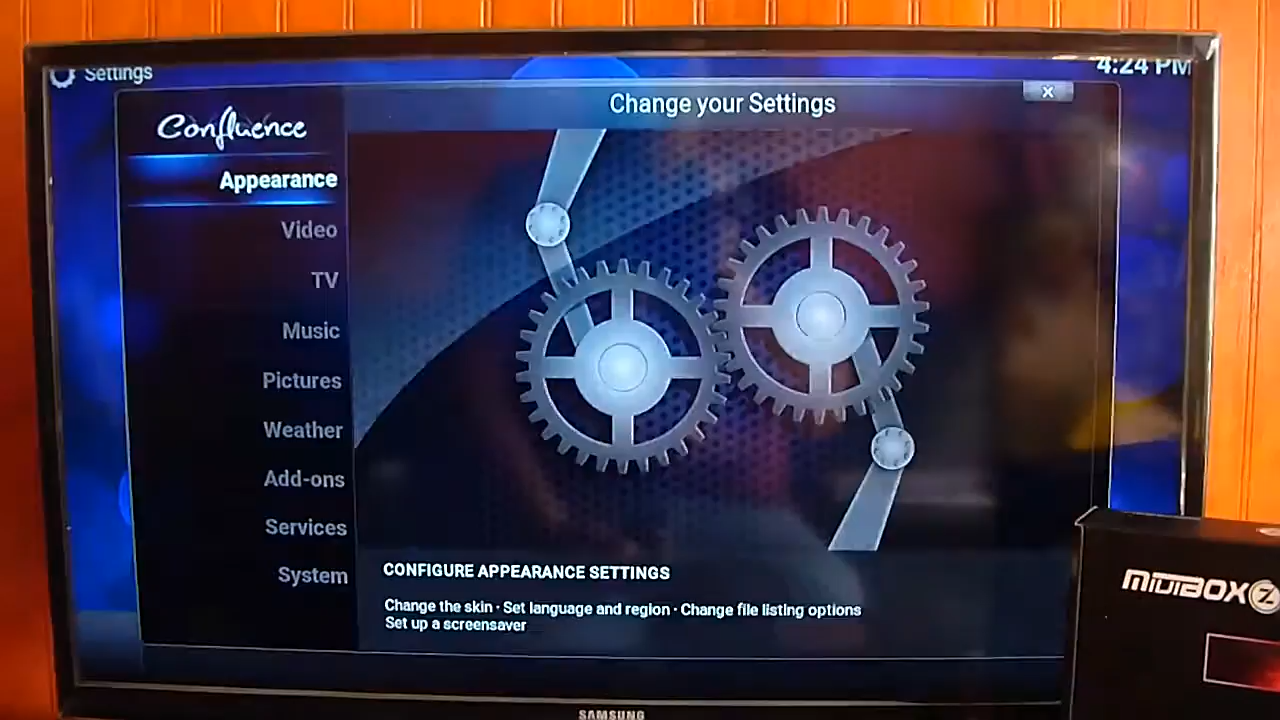 Settings
4:24 PM
Change your Settings
x
Confluence
Appearance
Video
TV
Music
Pictures
Weather
Add-ons
Services
System
CONFIGURE APPEARANCE SETTINGS
Change the skin · Set language and region · Change file listing options
Set up a screensaver
MIUIBOX Z
SAMSUNG